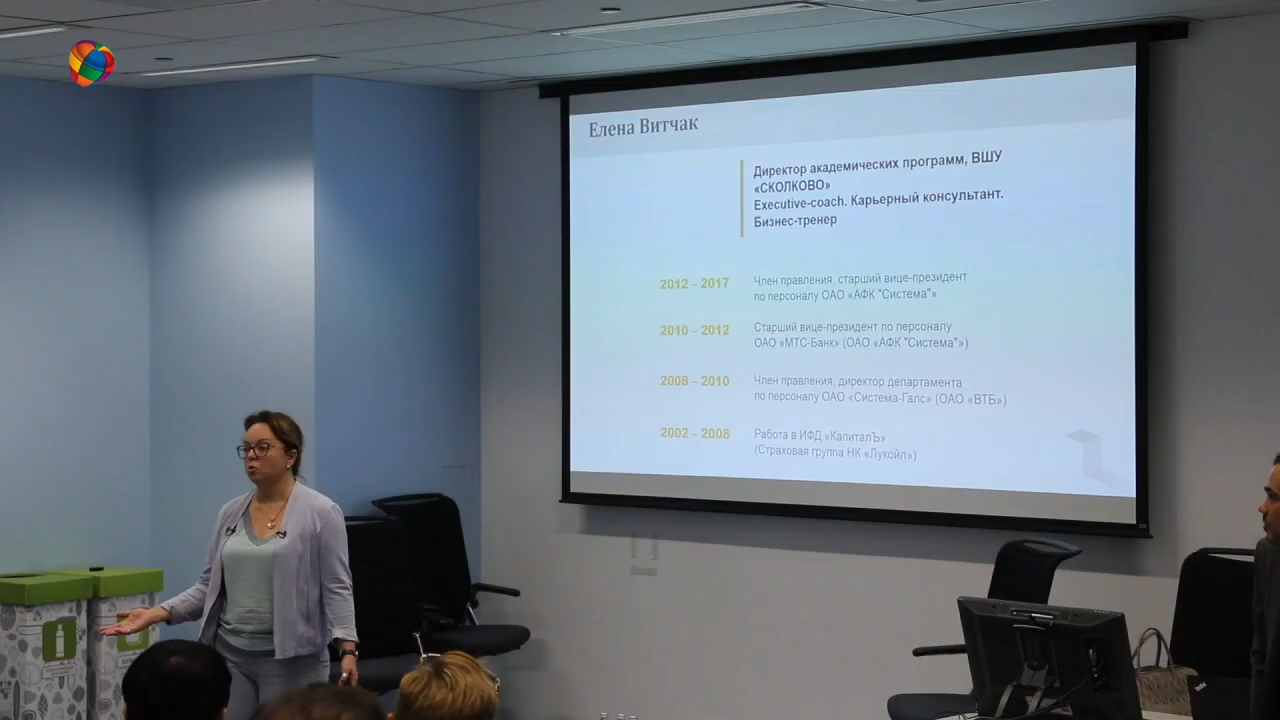 Елена Витчак
Директор академических программ, ВШУ
«СКОЛКОВО»
Executive-coach. Карьерный консультант.
Бизнес-тренер
2012 – 2017 Член правления, старший вице-президент
по персоналу ОАО «АФК "Система"»
2010 – 2012 Старший вице-президент по персоналу
ОАО «МТС-Банк» (ОАО «АФК "Система"»)
2008 – 2010 Член правления, директор департамента
по персоналу ОАО «Система-Галс» (ОАО «ВТБ»)
2002 – 2008 Работа в ИФД «КапиталЪ»
(Страховая группа НК «Лукойл»)